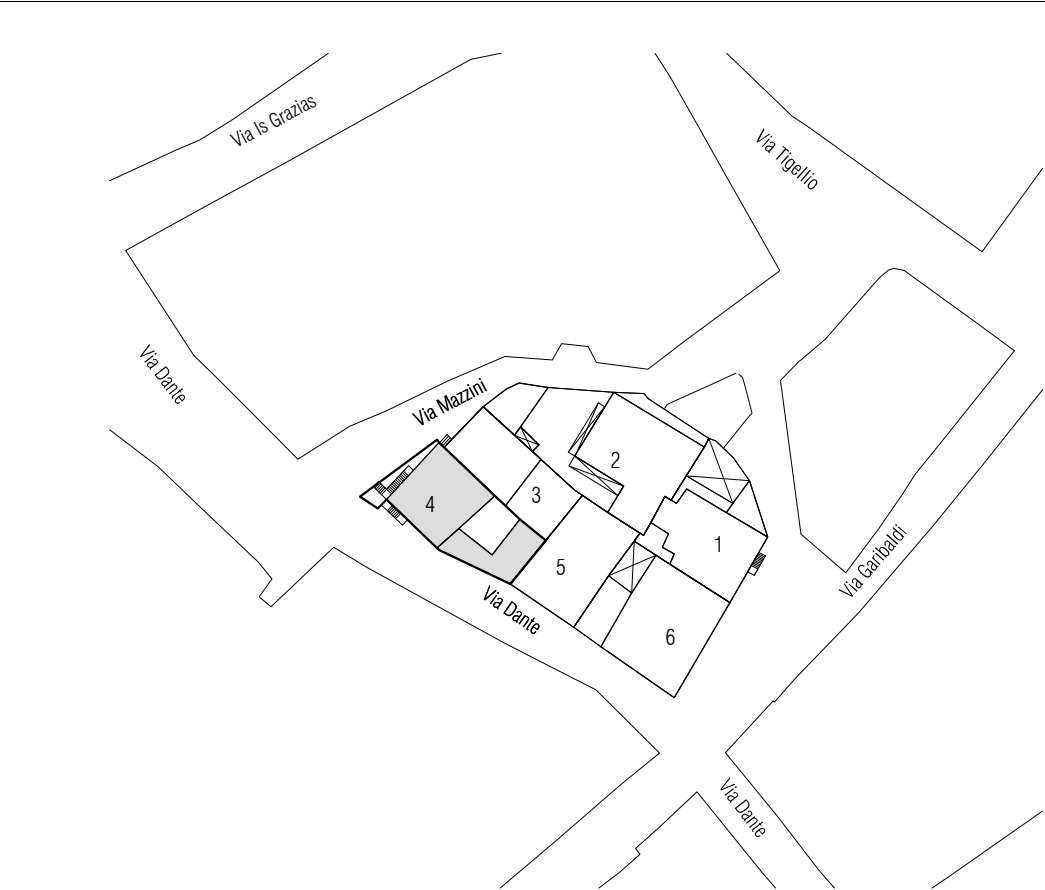 Via Is Grazias
Via Tigellio
Via Dante
Via Mazzini
2
4
3
1
5
Via Garibaldi
Via Dante
6
Via Dante